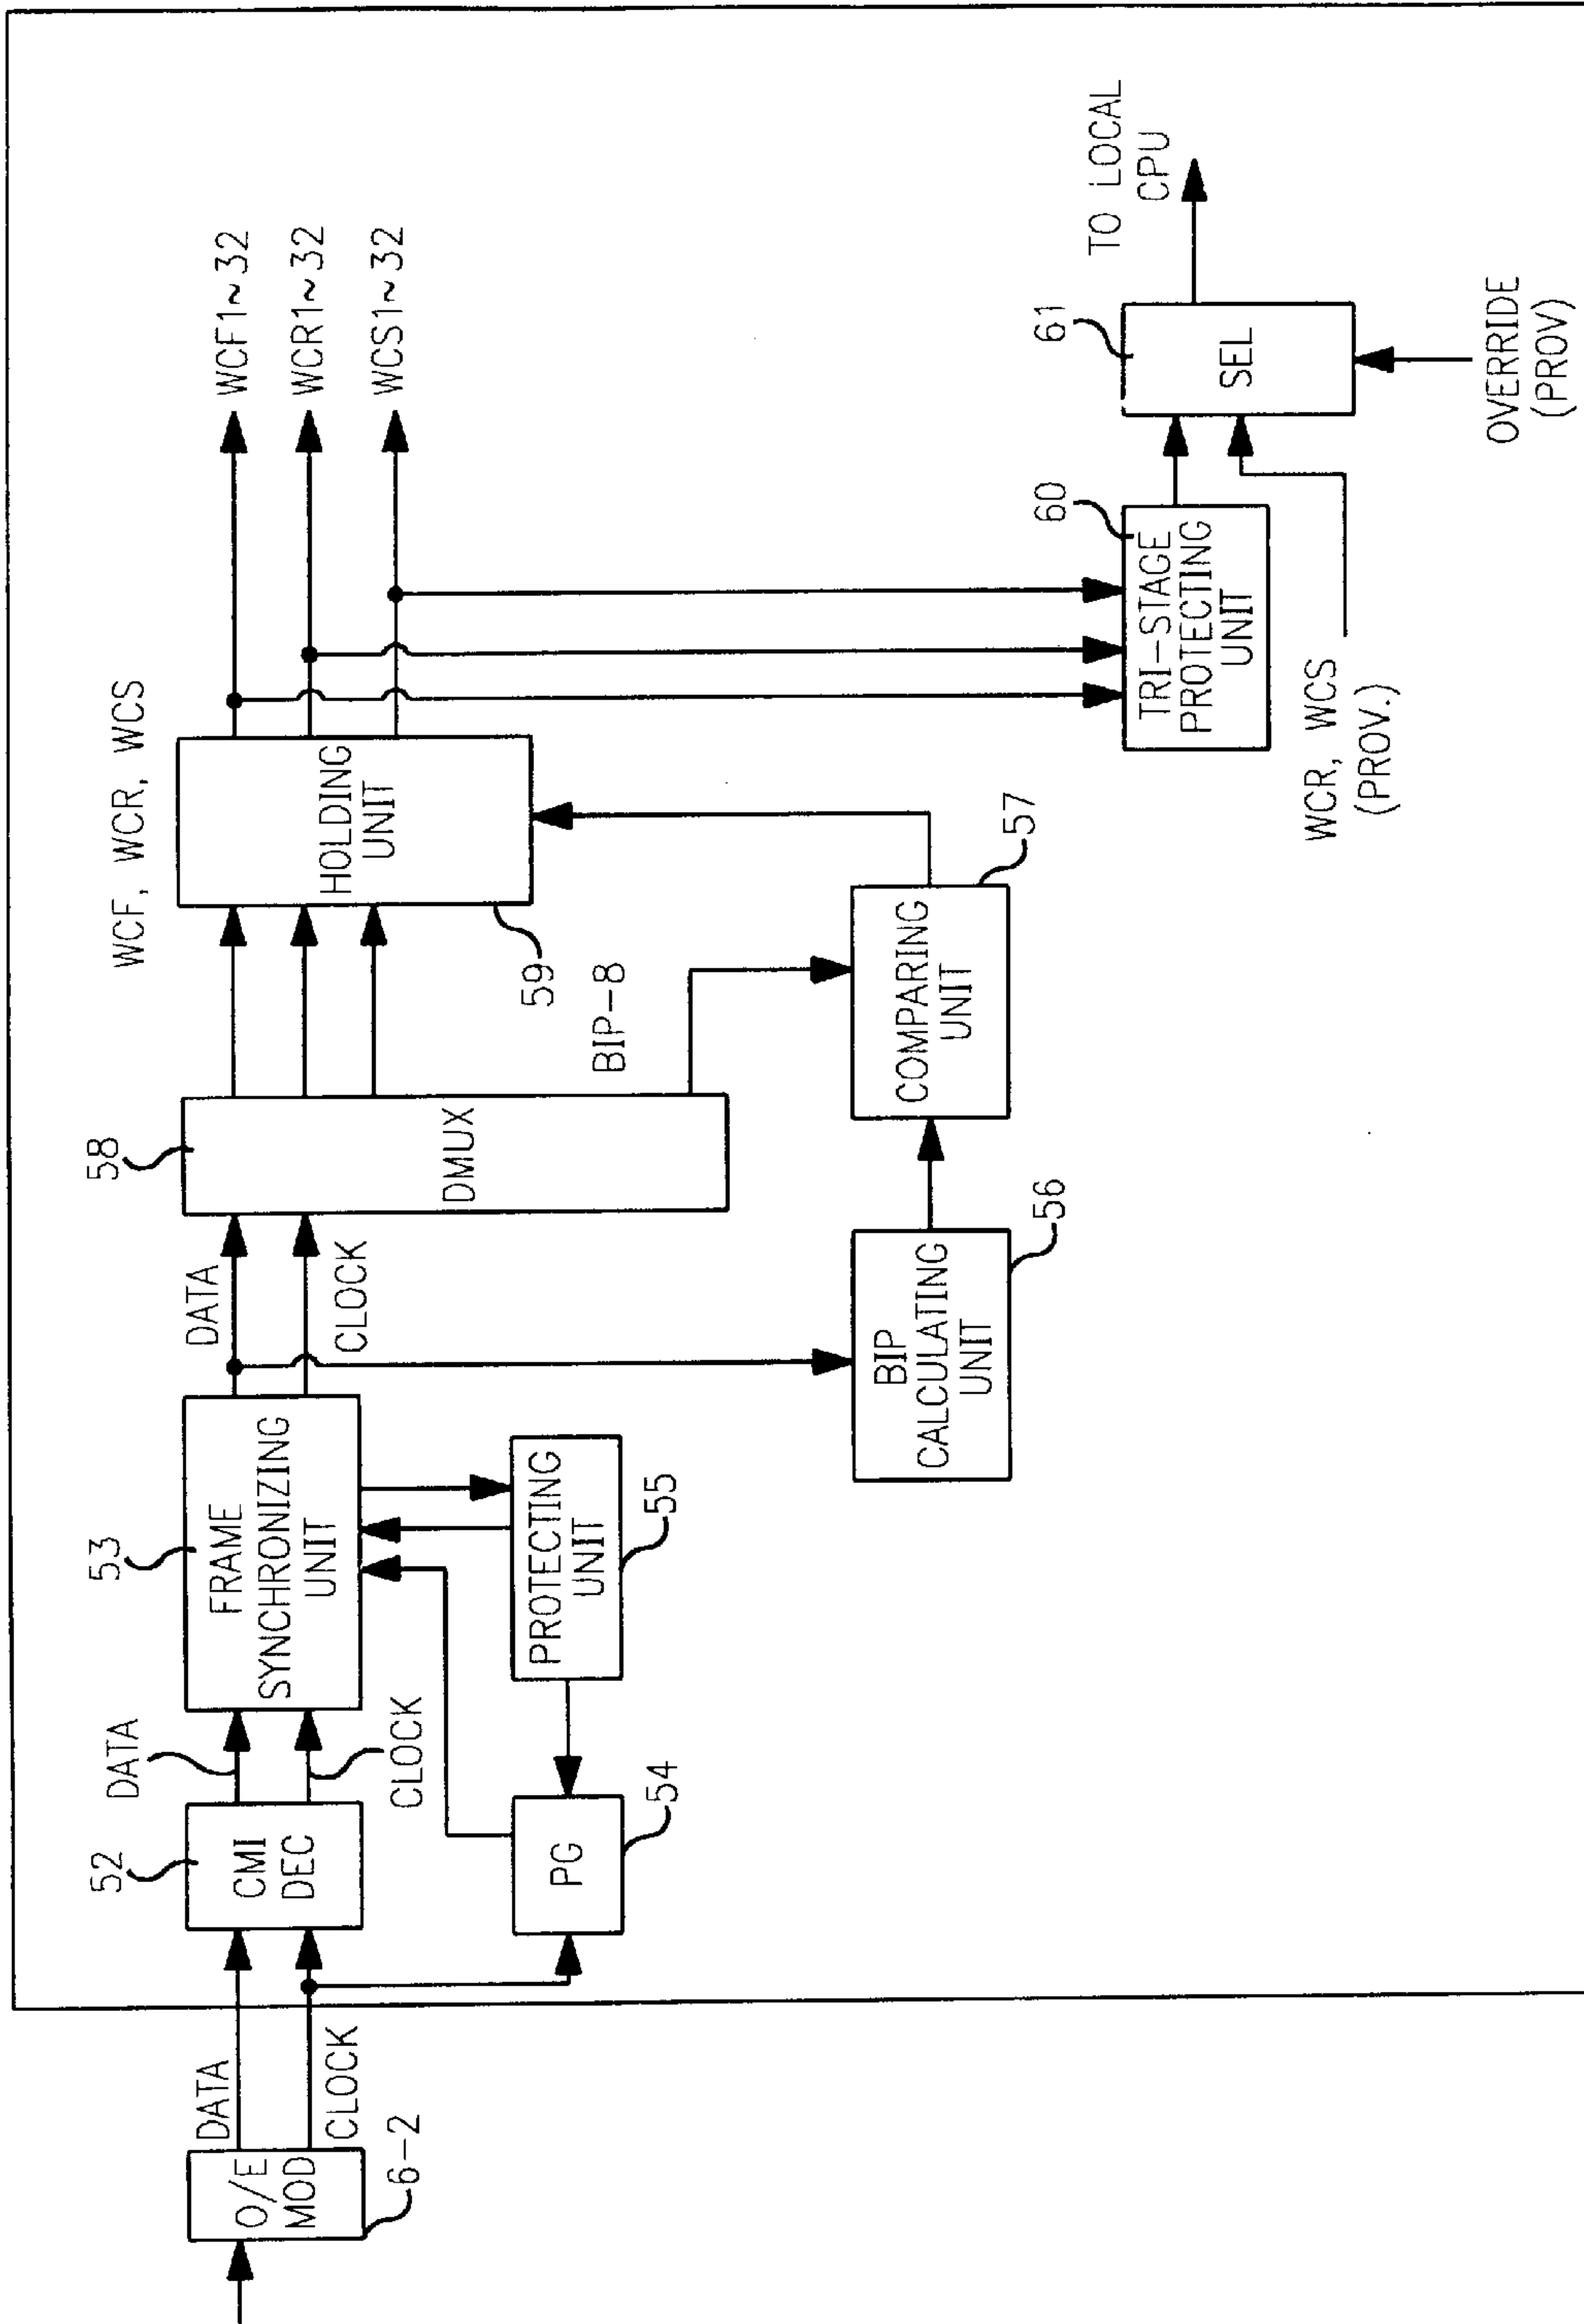 O/E
MOD
6-2
DATA
CLOCK
52
CMI
DEC
DATA
CLOCK
53
FRAME
SYNCHRONIZING
UNIT
PG
54
PROTECTING
UNIT
55
DATA
CLOCK
58
DMUX
BIP
CALCULATING
UNIT
56
BIP-8
COMPARING
UNIT
57
WCF, WCR, WCS
HOLDING
UNIT
59
WCF1~32
WCR1~32
WCS1~32
60
TRI-STAGE
PROTECTING
UNIT
WCR, WCS
(PROV.)
61
SEL
OVERRIDE
(PROV)
TO LOCAL
CPU